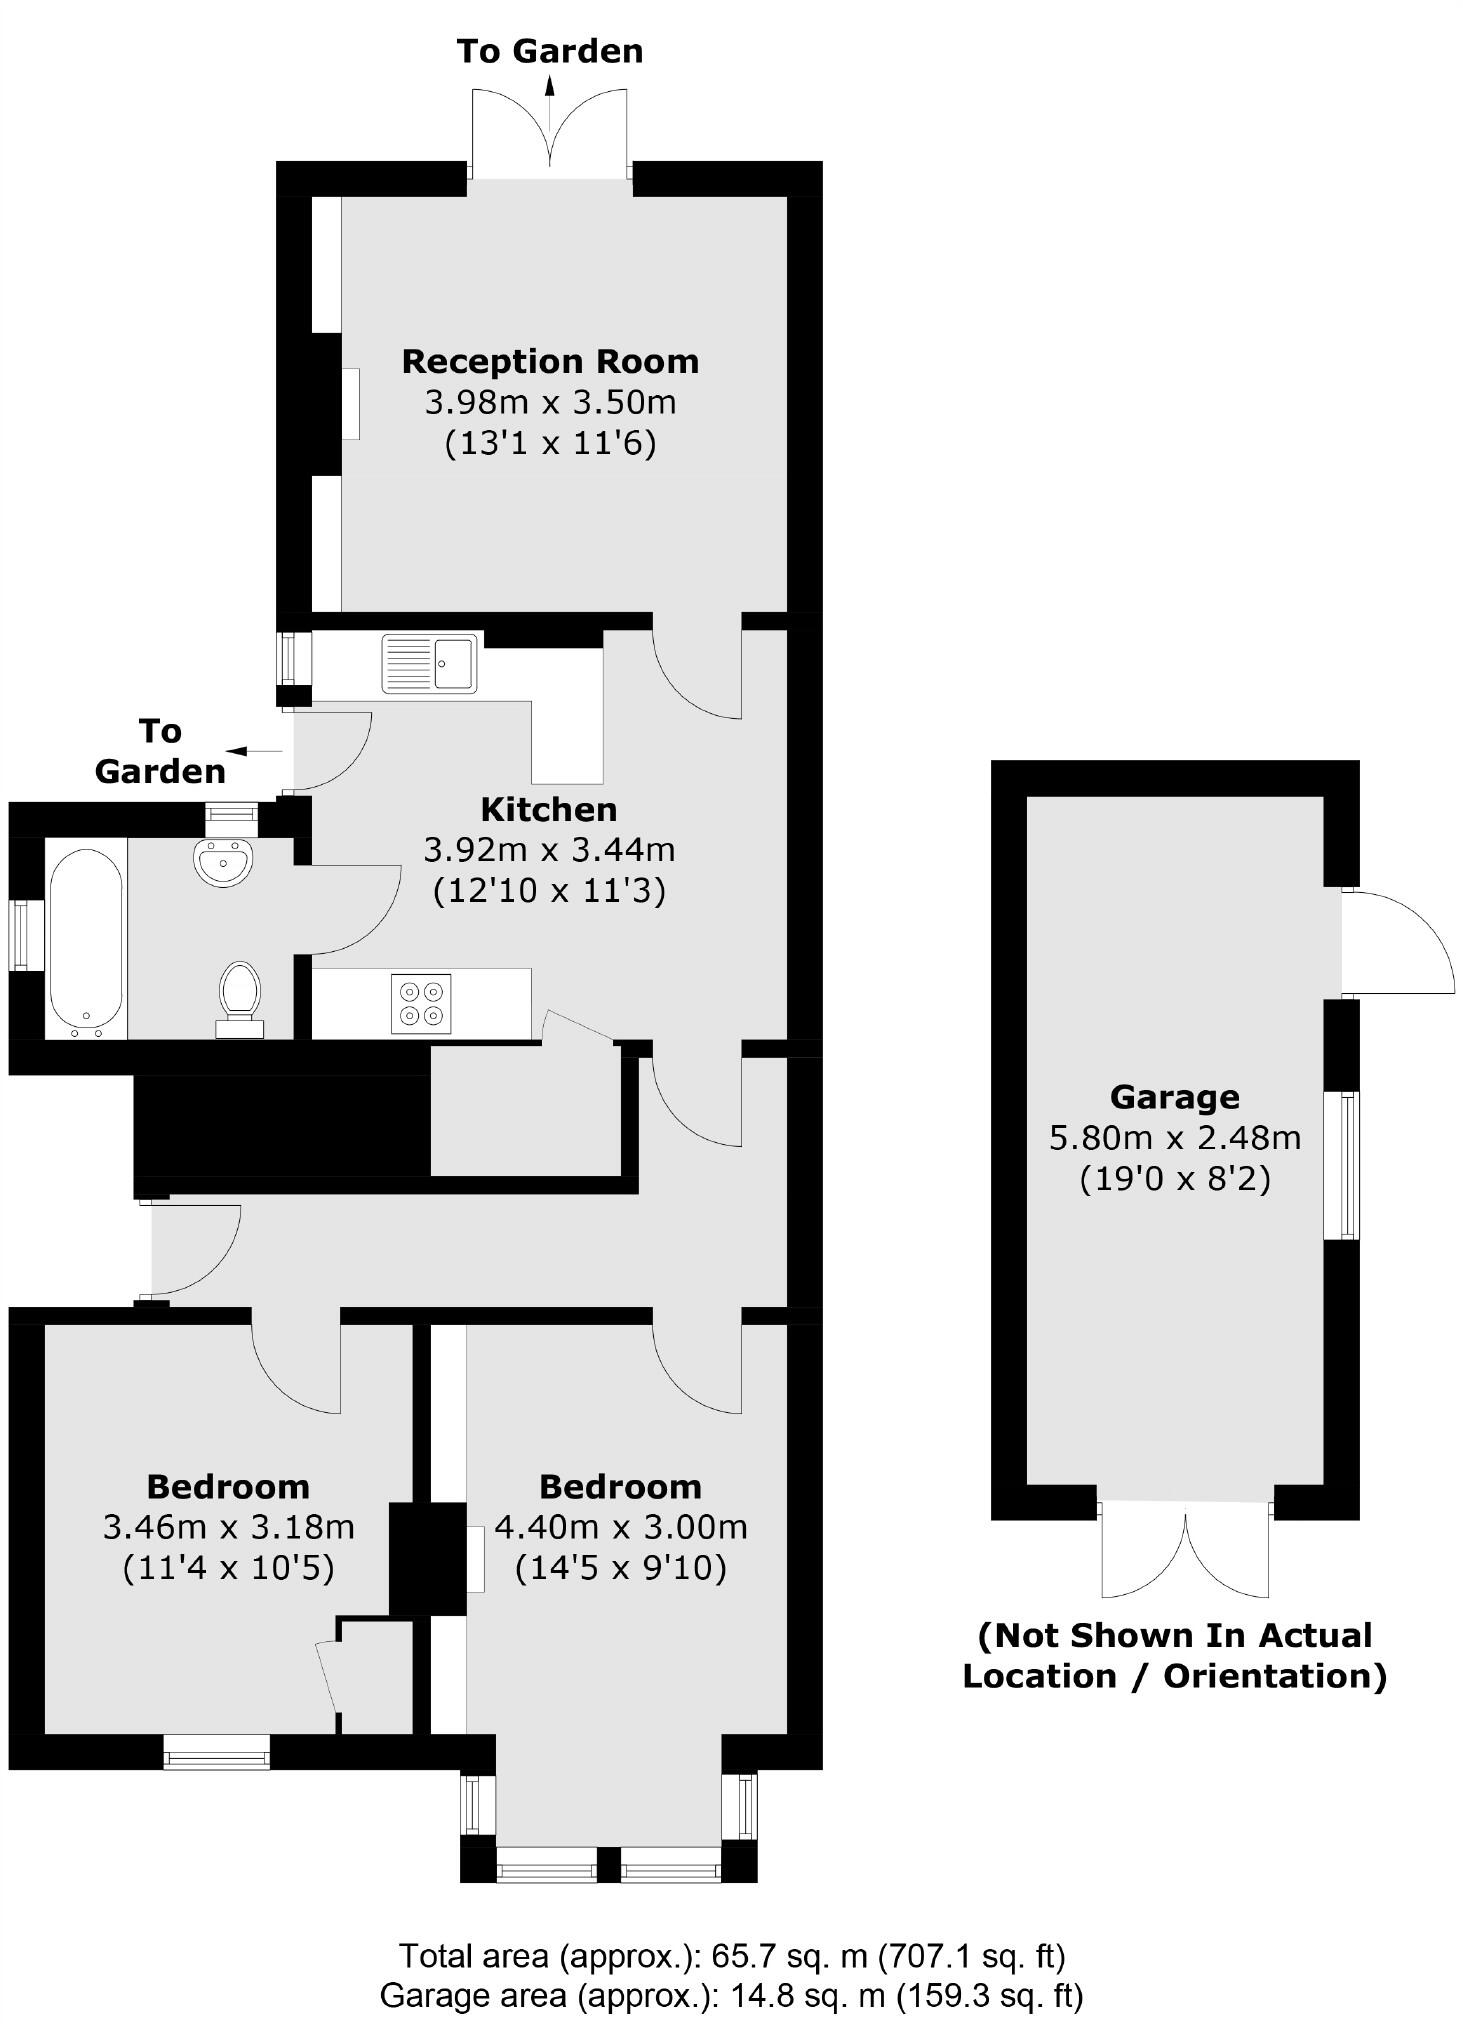 To Garden
Reception Room
3.98m x 3.50m
(13'1 x 11'6)
To
Garden
Kitchen
3.92m x 3.44m
(12'10 x 11'3)
Garage
5.80m x 2.48m
(19'0 x 8'2)
Bedroom
3.46m x 3.18m
(11'4 x 10'5)
Bedroom
4.40m x 3.00m
(14'5 x 9'10)
(Not Shown In Actual
Location / Orientation)
Total area (approx.): 65.7 sq. m (707.1 sq. ft)
Garage area (approx.): 14.8 sq. m (159.3 sq. ft)